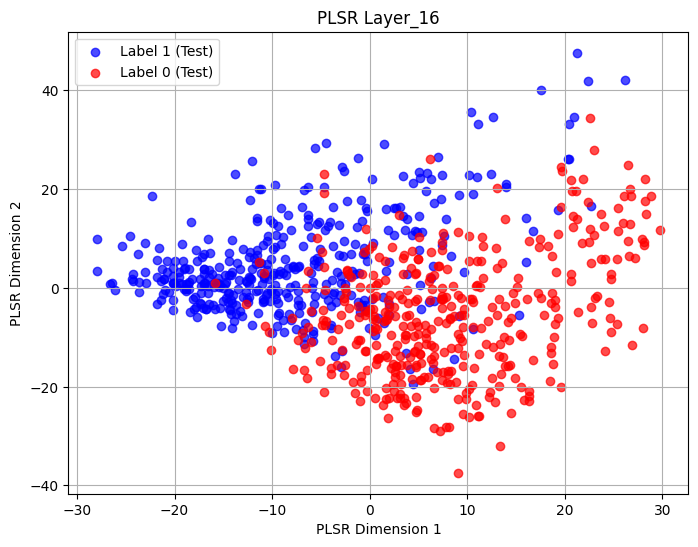 PLSR Layer_16
Label 1 (Test)
Label 0 (Test)
PLSR Dimension 2
40
20
0
−20
−40
−30 −20 −10 0 10 20 30
PLSR Dimension 1